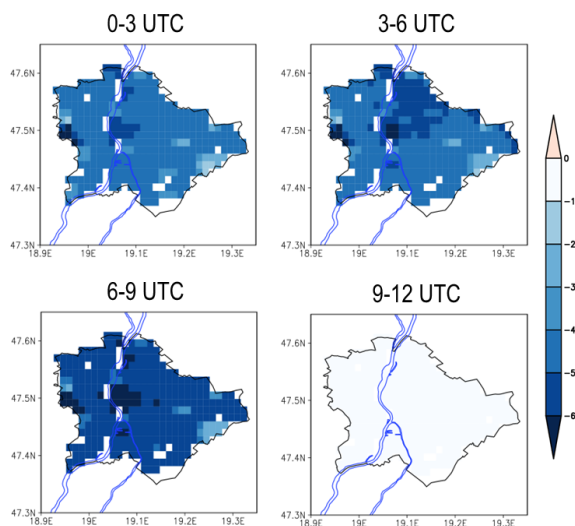 0-3 UTC 3-6 UTC
47.6N 47.6N
47.5N 47.5N
47.4N 47.4N
47.3N 47.3N
18.9E 19E 19.1E 19.2E 19.3E 18.9E 19E 19.1E 19.2E 19.3E
6-9 UTC 9-12 UTC
47.6N 47.6N
47.5N 47.5N
47.4N 47.4N
47.3N 47.3N
18.9E 19E 19.1E 19.2E 19.3E 18.9E 19E 19.1E 19.2E 19.3E
0
-1
-2
-3
-4
-5
-6